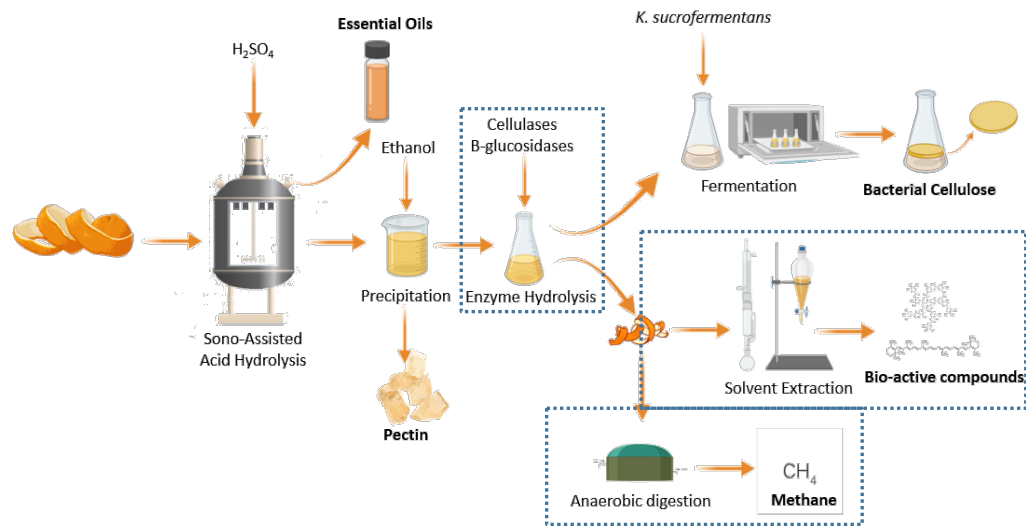 Essential Oils
K. sucrofermentans
H₂SO₄
Ethanol
Cellulases
B-glucosidases
Fermentation
Bacterial Cellulose
Precipitation
Enzyme Hydrolysis
Sono-Assisted
Acid Hydrolysis
Solvent Extraction
Bio-active compounds
Pectin
Anaerobic digestion
CH₄
Methane